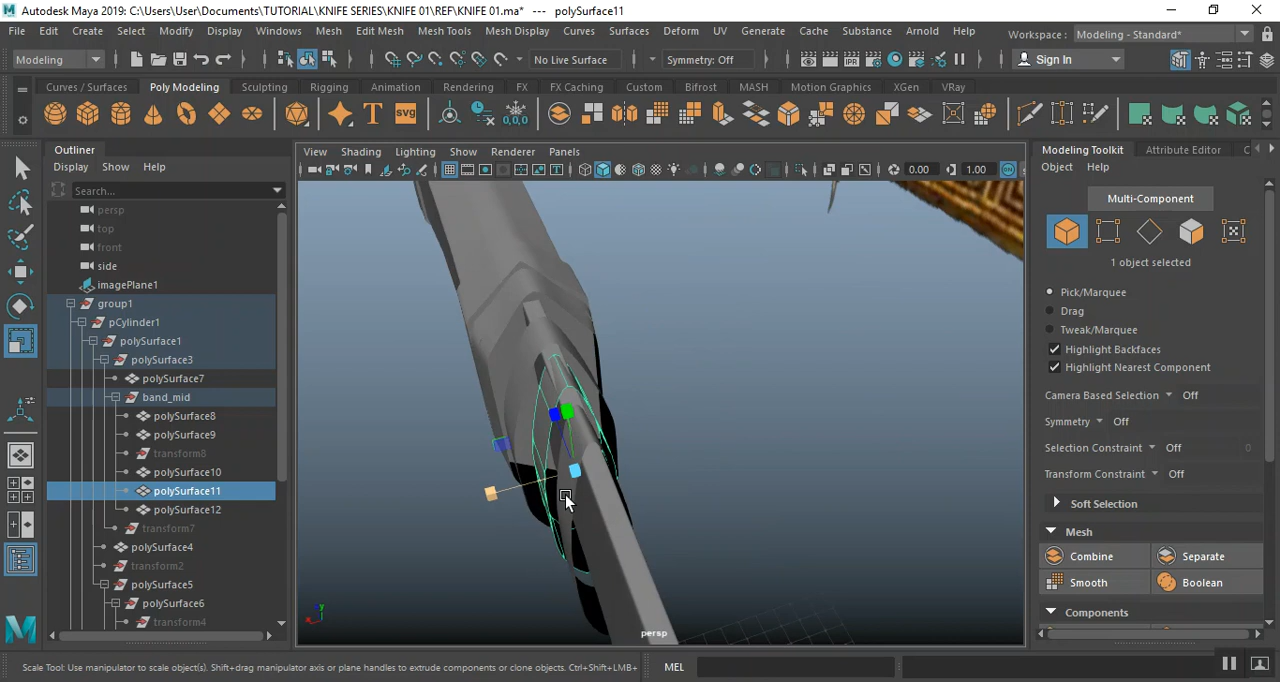 Autodesk Maya 2019: C:\Users\User\Documents\TUTORIAL\KNIFE SERIES\KNIFE 01\REF\KNIFE 01.ma* --- polySurface11
File Edit Create Select Modify Display Windows Mesh Edit Mesh Mesh Tools Mesh Display Curves Surfaces Deform UV Generate Cache Substance Arnold Help Workspace : Modeling - Standard*
Modeling No Live Surface Symmetry: Off Sign In
Curves / Surfaces Poly Modeling Sculpting Rigging Animation Rendering FX FX Caching Custom Bifrost MASH Motion Graphics XGen VRay
T SVG 0,0,0
Outliner
Display Show Help
Search...
persp
top
front
side
imagePlane1
group1
pCylinder1
polySurface1
polySurface3
polySurface7
band_mid
polySurface8
polySurface9
transform8
polySurface10
polySurface11
polySurface12
transform7
polySurface4
transform2
polySurface5
polySurface6
transform4
View Shading Lighting Show Renderer Panels
0.00 1.00
persp
Modeling Toolkit Attribute Editor C
Object Help
Multi-Component
1 object selected
Pick/Marquee
Drag
Tweak/Marquee
Highlight Backfaces
Highlight Nearest Component
Camera Based Selection Off
Symmetry Off
Selection Constraint Off 0
Transform Constraint Off
Soft Selection
Mesh
Combine Separate
Smooth Boolean
Components
Scale Tool: Use manipulator to scale object(s). Shift+drag manipulator axis or plane handles to extrude components or clone objects. Ctrl+Shift+LMB+ MEL